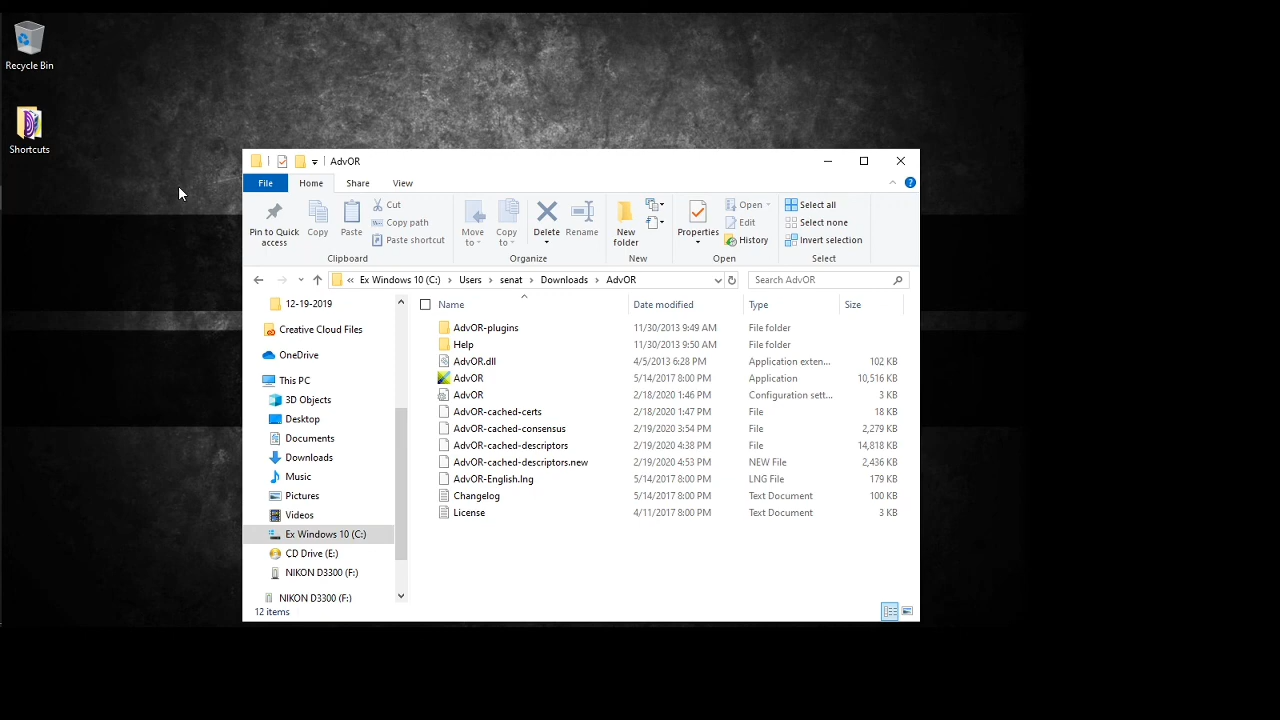 Recycle Bin
Shortcuts
AdvOR
File Home Share View
Pin to Quick access
Copy
Paste
Cut
Copy path
Paste shortcut
Move to
Copy to
Delete
Rename
New folder
Properties
Open
Edit
History
Select all
Select none
Invert selection
Clipboard Organize New Open Select
« Ex Windows 10 (C:) > Users > senat > Downloads > AdvOR
Search AdvOR
12-19-2019
Creative Cloud Files
OneDrive
This PC
3D Objects
Desktop
Documents
Downloads
Music
Pictures
Videos
Ex Windows 10 (C:)
CD Drive (E:)
NIKON D3300 (F:)
NIKON D3300 (F:)
Name Date modified Type Size
AdvOR-plugins 11/30/2013 9:49 AM File folder
Help 11/30/2013 9:50 AM File folder
AdvOR.dll 4/5/2013 6:28 PM Application exten... 102 KB
AdvOR 5/14/2017 8:00 PM Application 10,516 KB
AdvOR 2/18/2020 1:46 PM Configuration sett... 3 KB
AdvOR-cached-certs 2/18/2020 1:47 PM File 18 KB
AdvOR-cached-consensus 2/19/2020 3:54 PM File 2,279 KB
AdvOR-cached-descriptors 2/19/2020 4:38 PM File 14,818 KB
AdvOR-cached-descriptors.new 2/19/2020 4:53 PM NEW File 2,436 KB
AdvOR-English.lng 5/14/2017 8:00 PM LNG File 179 KB
Changelog 5/14/2017 8:00 PM Text Document 100 KB
License 4/11/2017 8:00 PM Text Document 3 KB
12 items